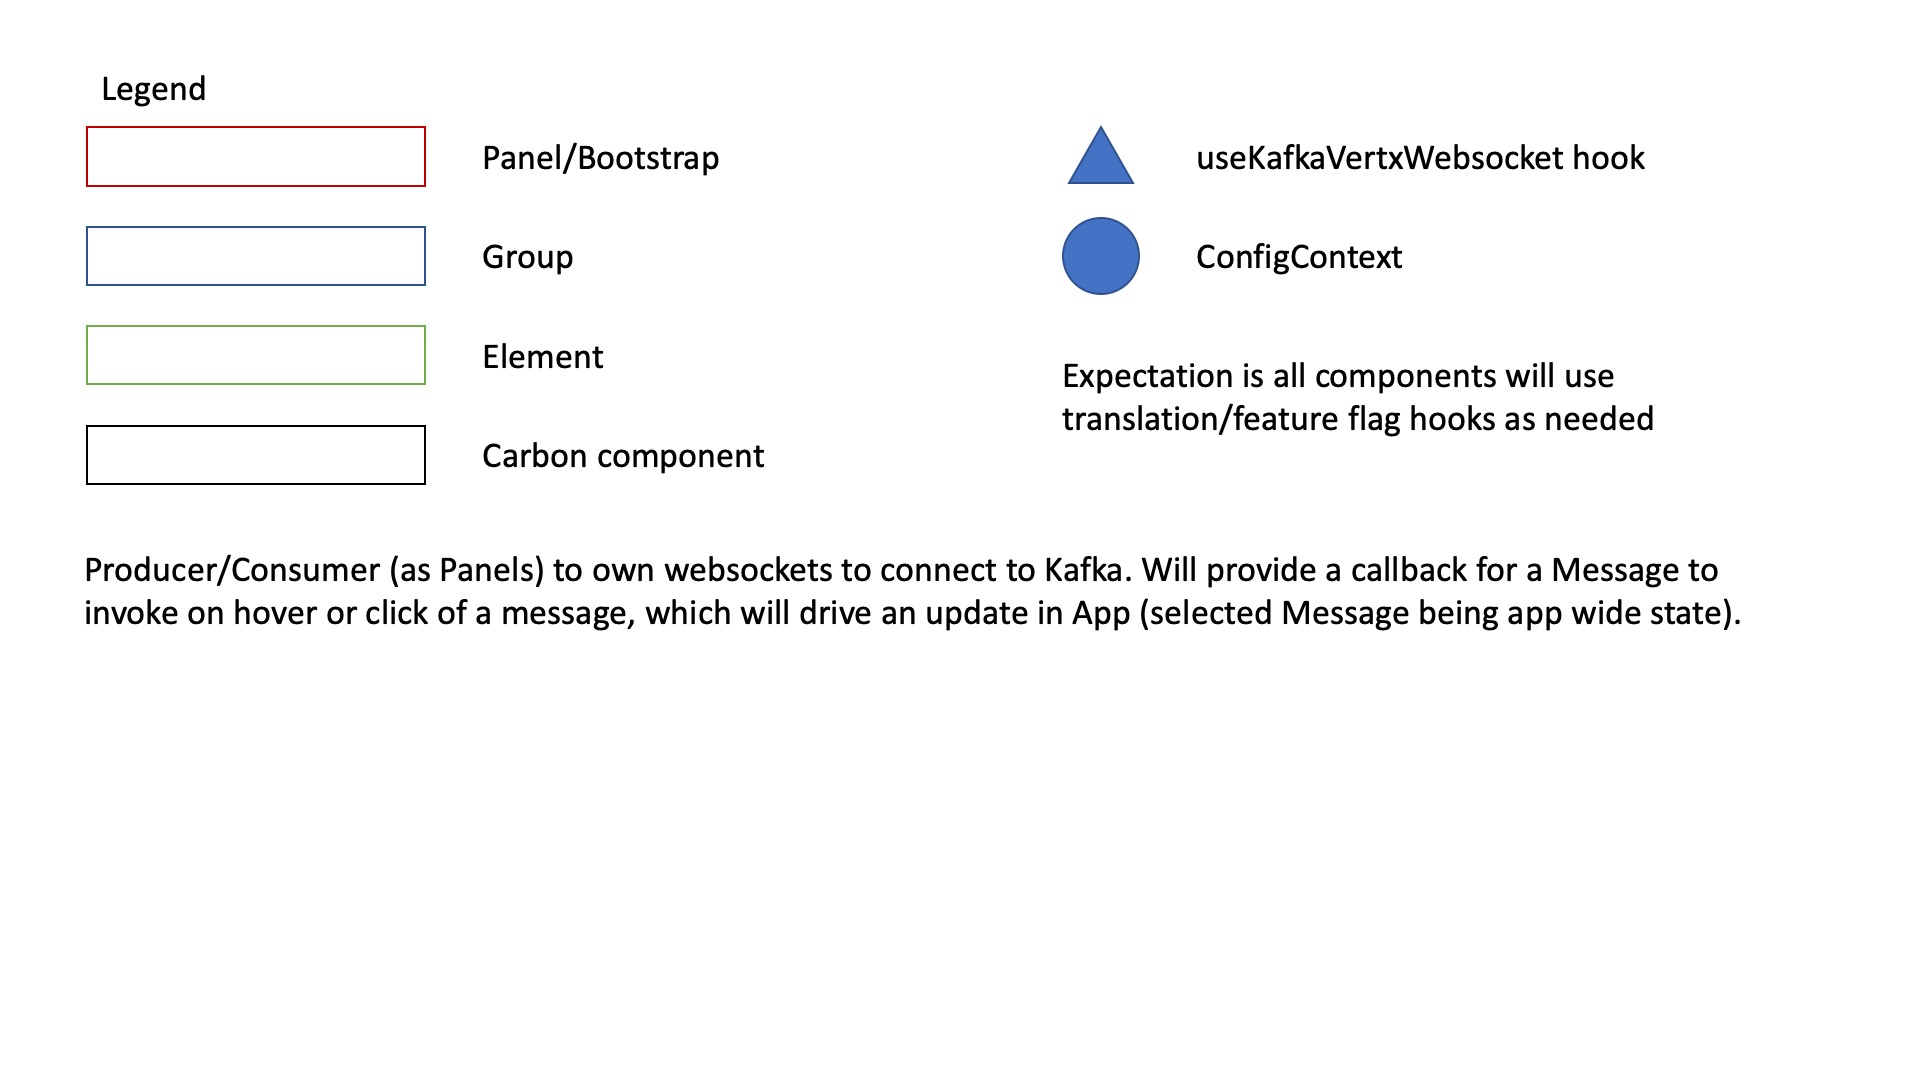 Legend
Panel/Bootstrap
Group
Element
Carbon component
useKafkaVertxWebsocket hook
ConfigContext
Expectation is all components will use
translation/feature flag hooks as needed
Producer/Consumer (as Panels) to own websockets to connect to Kafka. Will provide a callback for a Message to
invoke on hover or click of a message, which will drive an update in App (selected Message being app wide state).